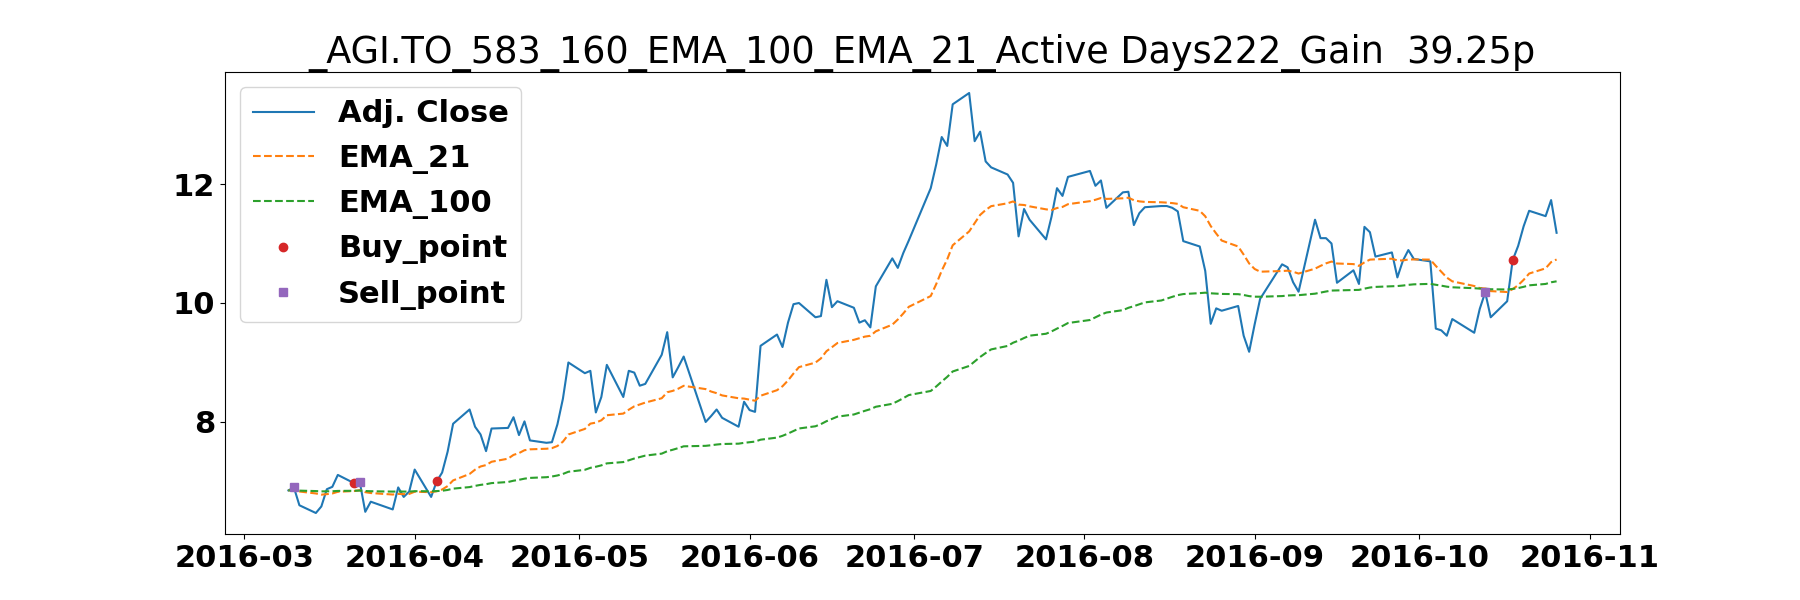 _AGI.TO_583_160_EMA_100_EMA_21_Active Days222_Gain  39.25p
Adj. Close
EMA_21
EMA_100
Buy_point
Sell_point
12
10
8
2016-03 2016-04 2016-05 2016-06 2016-07 2016-08 2016-09 2016-10 2016-11